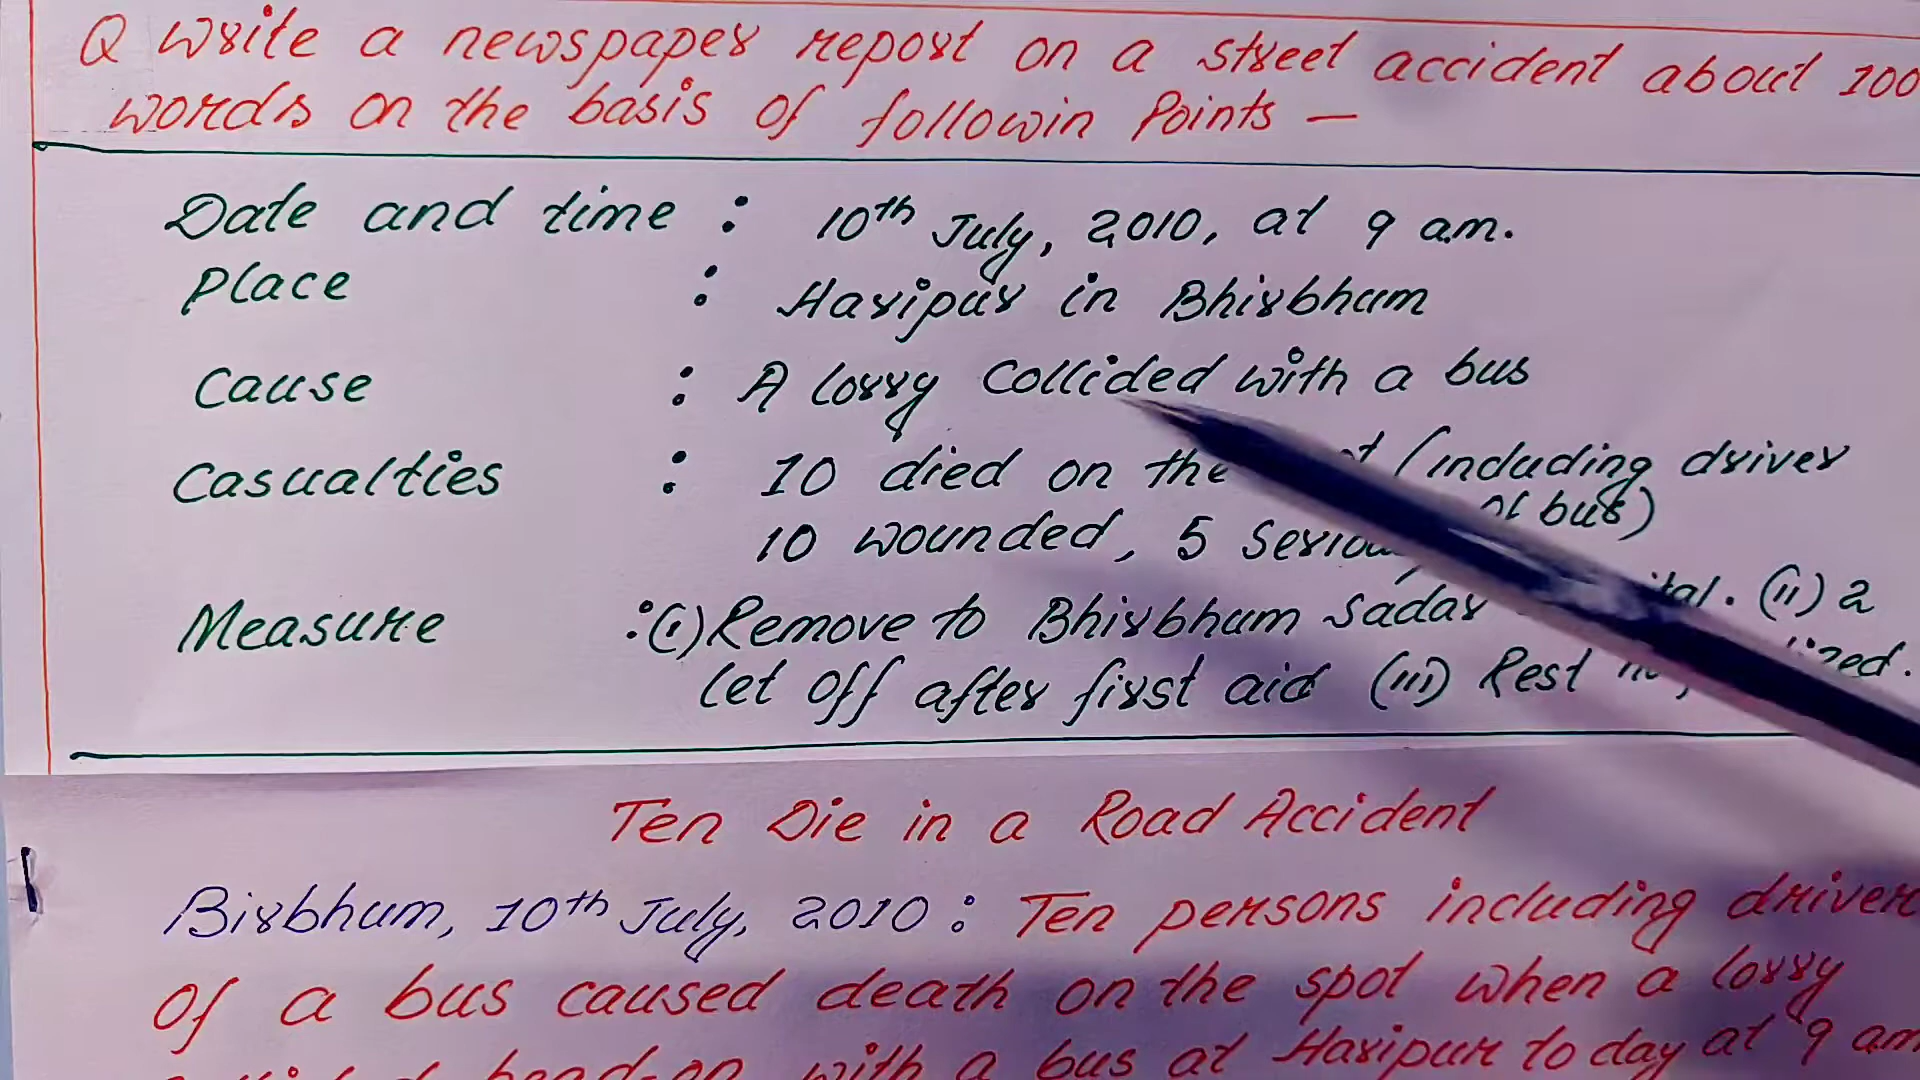 Q Write a newspaper report on a street accident about 100
words on the basis of followin Points —
Date and time : 10th July, 2010, at 9 a.m.
Place : Haripur in Bhirbhum
Cause : A lorry Collided with a bus
Casualties : 10 died on the (including driver
of bus)
10 wounded, 5
Measure : (i) Remove to Bhirbhum Sadar (ii) 2
let off after first aid (iii) Rest
Ten Die in a Road Accident
Birbhum, 10th July, 2010 : Ten persons including driver
of a bus caused death on the spot when a lorry
head-on with a bus at Haripur to day at 9 am